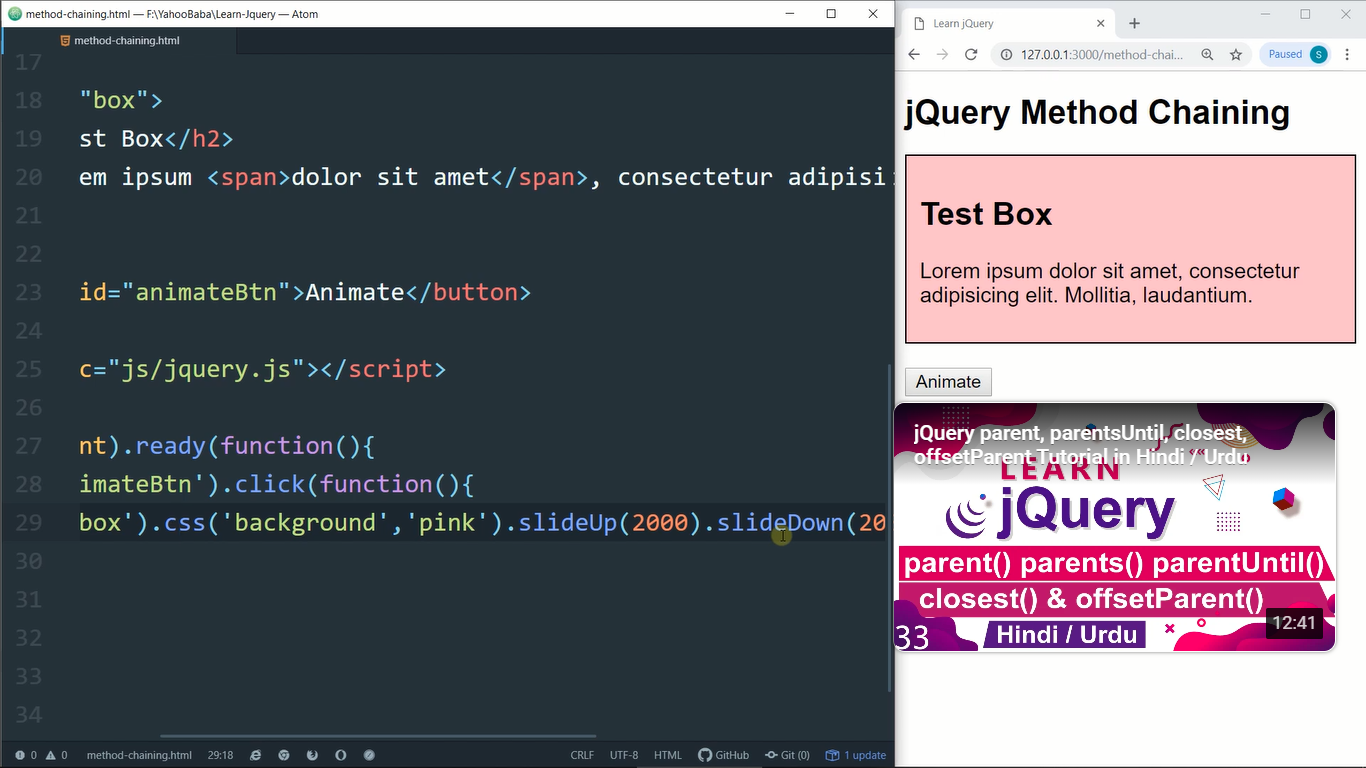 method-chaining.html — F:\YahooBaba\Learn-Jquery — Atom
method-chaining.html
17
18 "box">
19 st Box</h2>
20 em ipsum <span>dolor sit amet</span>, consectetur adipisi
21
22
23 id="animateBtn">Animate</button>
24
25 c="js/jquery.js"></script>
26
27 nt).ready(function(){
28 imateBtn').click(function(){
29 box').css('background','pink').slideUp(2000).slideDown(20
30
31
32
33
34
0 0 method-chaining.html 29:18 CRLF UTF-8 HTML GitHub Git (0) 1 update
Learn jQuery
127.0.0.1:3000/method-chai... Paused S
jQuery Method Chaining
Test Box
Lorem ipsum dolor sit amet, consectetur
adipisicing elit. Mollitia, laudantium.
Animate
jQuery parent, parentsUntil, closest,
offsetParent Tutorial in Hindi / Urdu
LEARN
jQuery
parent() parents() parentUntil()
closest() & offsetParent()
33 Hindi / Urdu 12:41